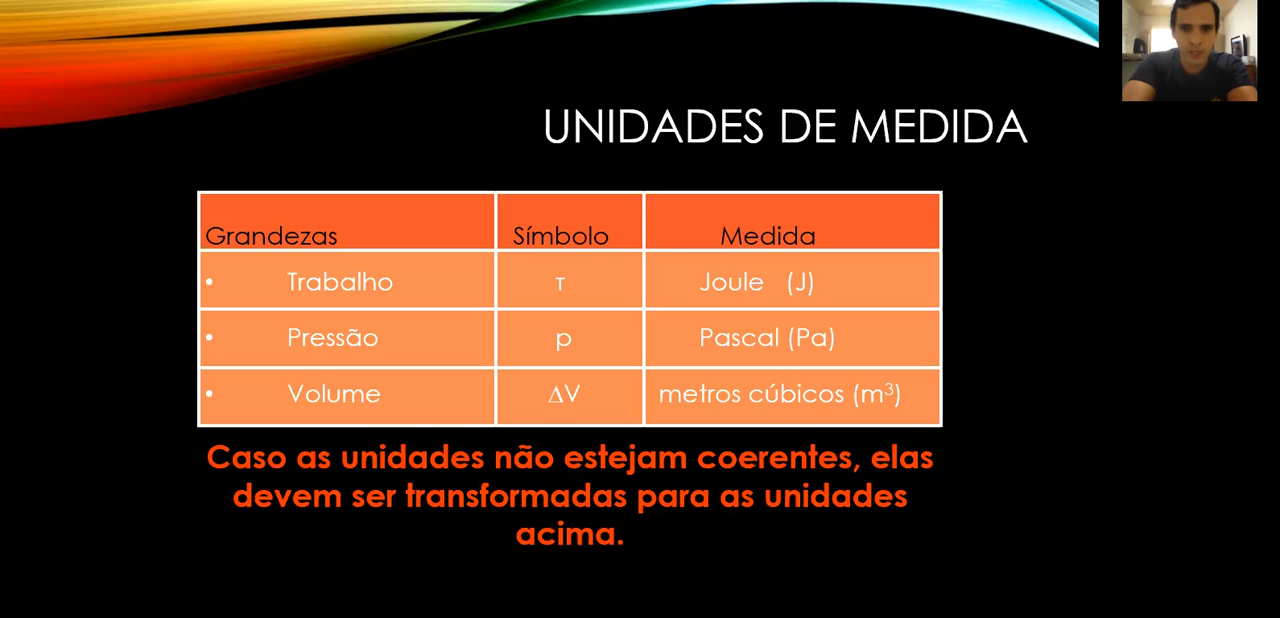 UNIDADES DE MEDIDA
Grandezas Símbolo Medida
• Trabalho τ Joule (J)
• Pressão p Pascal (Pa)
• Volume ΔV metros cúbicos (m³)
Caso as unidades não estejam coerentes, elas
devem ser transformadas para as unidades
acima.